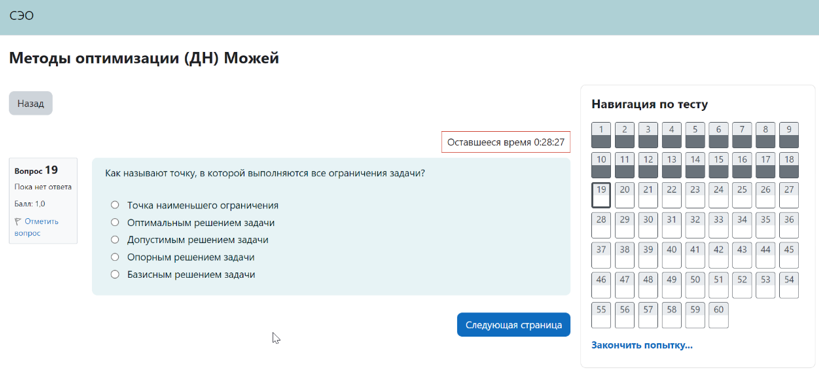 СЭО
Методы оптимизации (ДН) Можей
Назад
Оставшееся время 0:28:27
Вопрос 19
Пока нет ответа
Балл: 1,0
Отметить
вопрос
Как называют точку, в которой выполняются все ограничения задачи?
Точка наименьшего ограничения
Оптимальным решением задачи
Допустимым решением задачи
Опорным решением задачи
Базисным решением задачи
Следующая страница
Навигация по тесту
1 2 3 4 5 6 7 8 9
10 11 12 13 14 15 16 17 18
19 20 21 22 23 24 25 26 27
28 29 30 31 32 33 34 35 36
37 38 39 40 41 42 43 44 45
46 47 48 49 50 51 52 53 54
55 56 57 58 59 60
Закончить попытку...